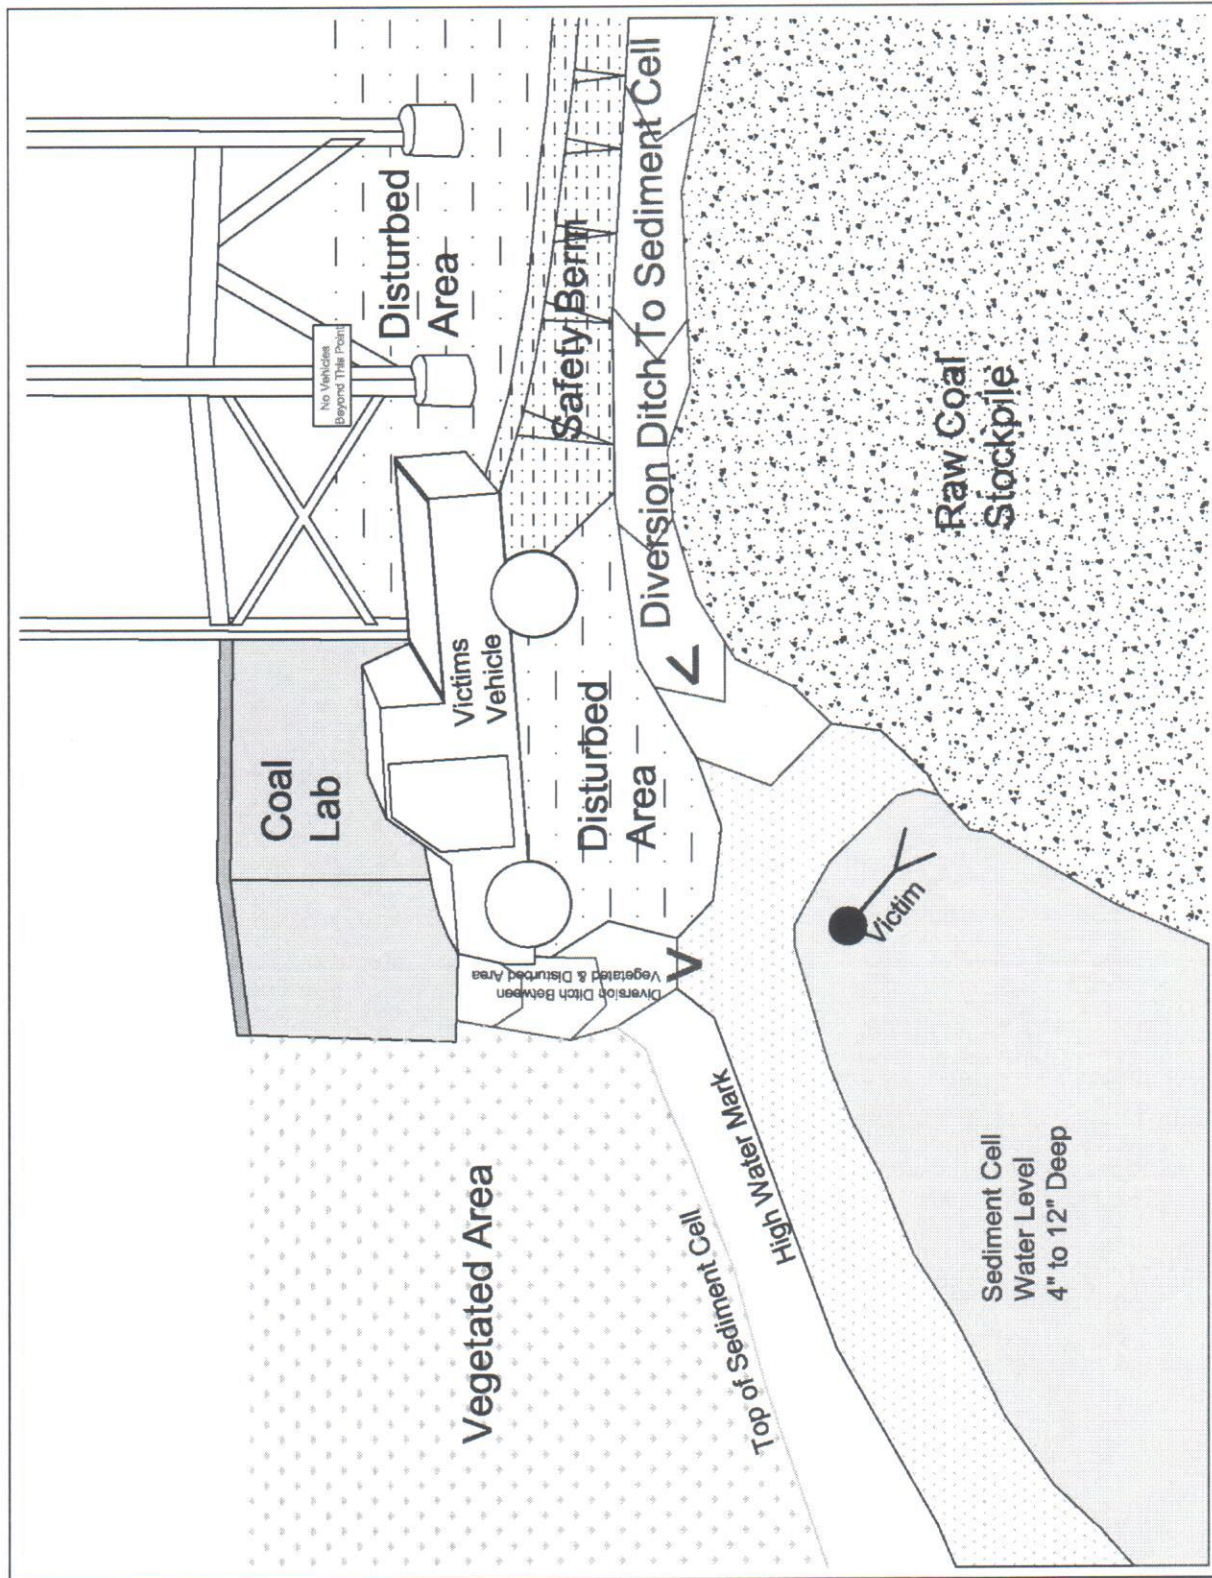 Coal
Lab
No Vehicles
Beyond This Point
Disturbed
Area
Victims
Vehicle
Vegetated Area
Diversion Ditch Between
Vegetated & Disturbed Area
Disturbed
Area
Safety Berm
Diversion Ditch To Sediment Cell
Top of Sediment Cell
High Water Mark
Victim
Raw Coal
Stockpile
Sediment Cell
Water Level
4" to 12" Deep